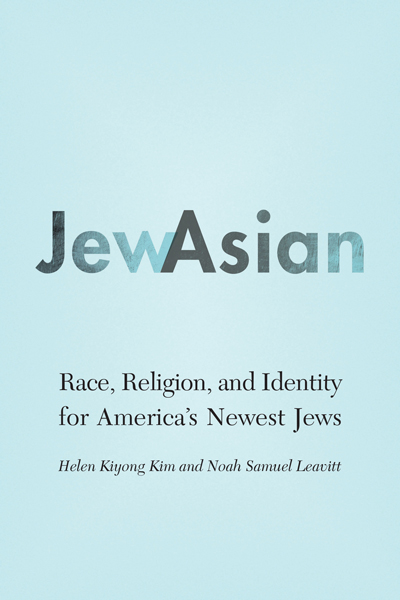 JewAsian
Race, Religion, and Identity
for America's Newest Jews
Helen Kiyong Kim and Noah Samuel Leavitt